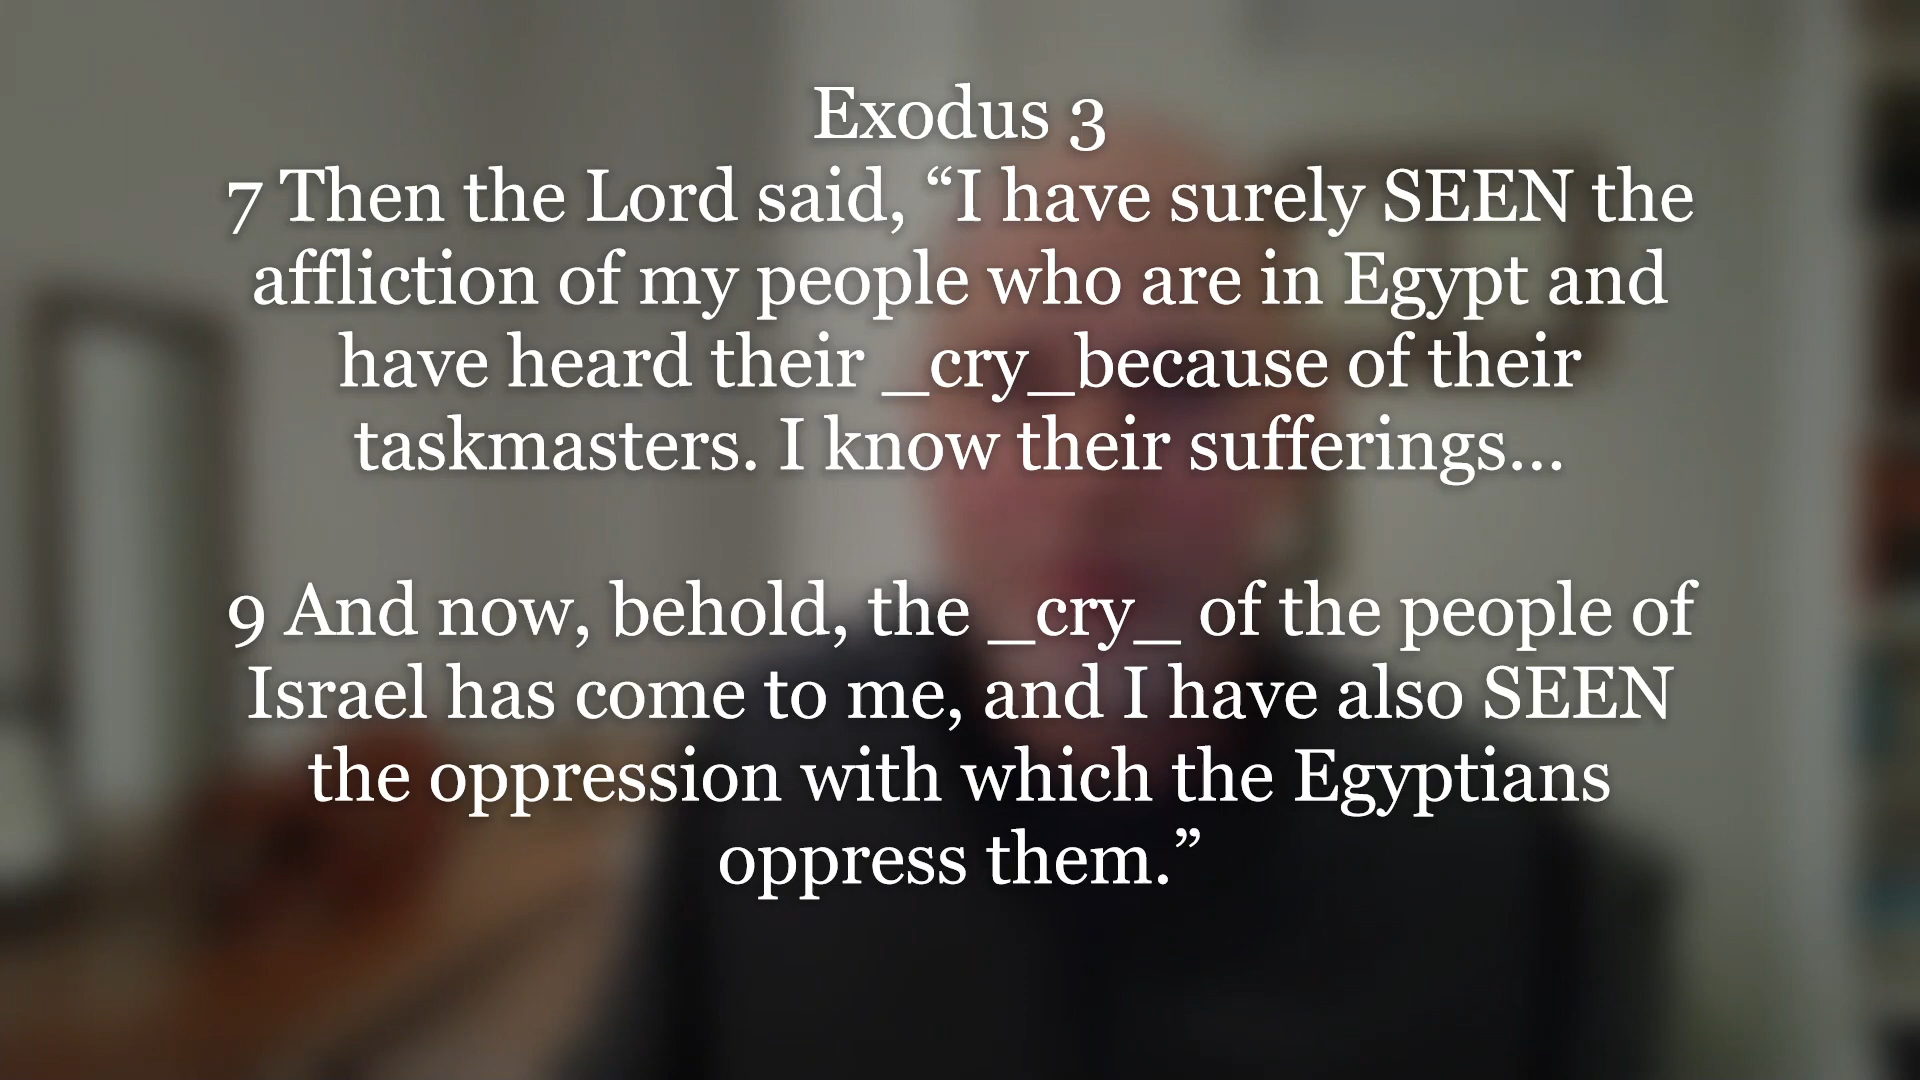 Exodus 3
7 Then the Lord said, “I have surely SEEN the
affliction of my people who are in Egypt and
have heard their _cry_because of their
taskmasters. I know their sufferings...
9 And now, behold, the _cry_ of the people of
Israel has come to me, and I have also SEEN
the oppression with which the Egyptians
oppress them.”